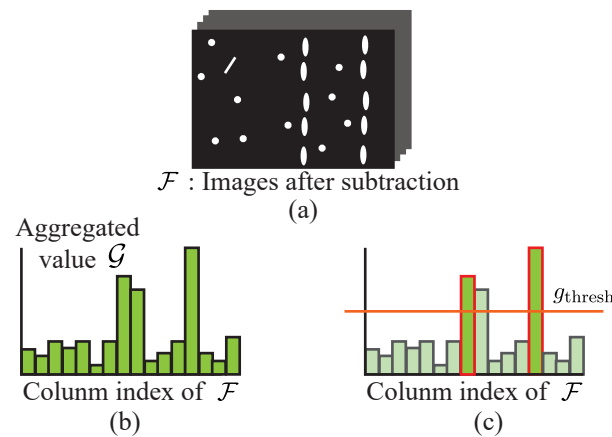 𝓕 : Images after subtraction
(a)
Aggregated
value 𝒢
Colunm index of 𝓕
(b)
g_thresh
Colunm index of 𝓕
(c)